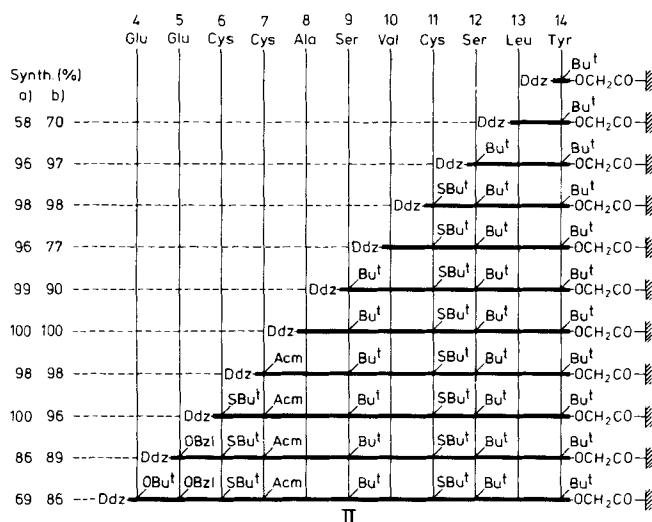 4 5 6 7 8 9 10 11 12 13 14
Glu Glu Cys Cys Ala Ser Val Cys Ser Leu Tyr
Synth. (%)
a) b)
Bu^t
Ddz OCH₂CO
Bu^t
58 70 Ddz OCH₂CO
Bu^t Bu^t
96 97 Ddz OCH₂CO
SBu^t Bu^t Bu^t
98 98 Ddz OCH₂CO
SBu^t Bu^t Bu^t
96 77 Ddz OCH₂CO
Bu^t SBu^t Bu^t Bu^t
99 90 Ddz OCH₂CO
Bu^t SBu^t Bu^t Bu^t
100 100 Ddz OCH₂CO
Acm Bu^t SBu^t Bu^t Bu^t
98 98 Ddz OCH₂CO
SBu^t Acm Bu^t SBu^t Bu^t Bu^t
100 96 Ddz OCH₂CO
OBzl SBu^t Acm Bu^t SBu^t Bu^t Bu^t
86 89 Ddz OCH₂CO
OBu^t OBzl SBu^t Acm Bu^t SBu^t Bu^t Bu^t
69 86 Ddz OCH₂CO
II